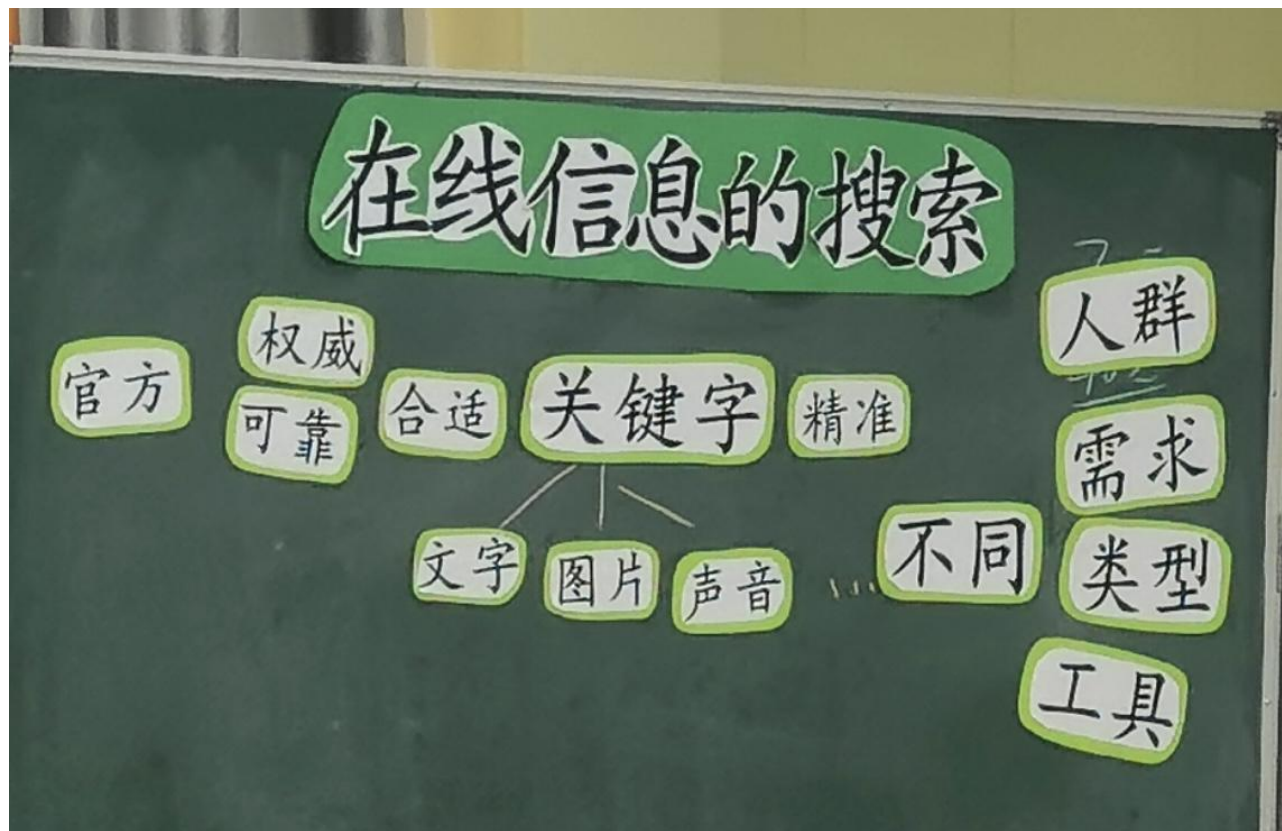 在线信息的搜索
官方
权威
可靠
合适
关键字
精准
文字
图片
声音
......
不同
人群
需求
类型
工具